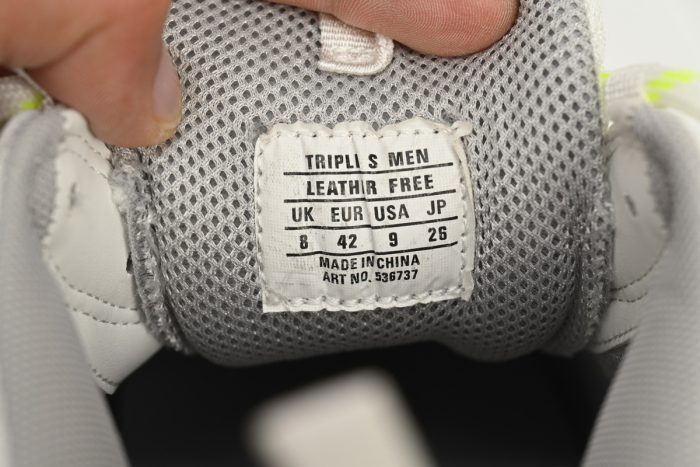 TRIPLE S MEN
LEATHER FREE
UK EUR USA JP
8 42 9 26
MADE IN CHINA
ART NO. 536737